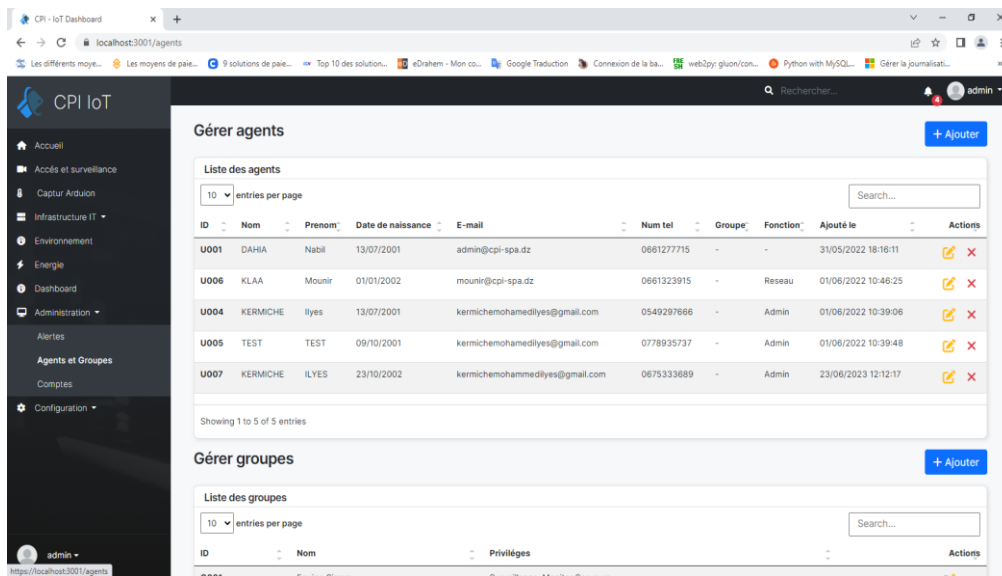 CPI - IoT Dashboard
localhost:3001/agents
Les différents moye... Les moyens de paie... 9 solutions de paie... Top 10 des solution... eDrahem - Mon co... Google Traduction Connexion de la ba... web2py: gluon/con... Python with MySQL... Gérer la journalisati...
CPI IoT
Rechercher...
4
admin
Accueil
Accés et surveillance
Captur Arduion
Infrastructure IT
Environnement
Energie
Dashboard
Administration
Alertes
Agents et Groupes
Comptes
Configuration
admin
https://localhost:3001/agents
Gérer agents
+ Ajouter
Liste des agents
10 entries per page
Search...
ID Nom Prenom Date de naissance E-mail Num tel Groupe Fonction Ajouté le Actions
U001 DAHIA Nabil 13/07/2001 admin@cpi-spa.dz 0661277715 - - 31/05/2022 18:16:11
U006 KLAA Mounir 01/01/2002 mounir@cpi-spa.dz 0661323915 - Reseau 01/06/2022 10:46:25
U004 KERMICHE Ilyes 13/07/2001 kermichemohamedilyes@gmail.com 0549297666 - Admin 01/06/2022 10:39:06
U005 TEST TEST 09/10/2001 kermichemohamedilyes@gmail.com 0778935737 - Admin 01/06/2022 10:39:48
U007 KERMICHE ILYES 23/10/2002 kermichemohammedilyes@gmail.com 0675333689 - Admin 23/06/2023 12:12:17
Showing 1 to 5 of 5 entries
Gérer groupes
+ Ajouter
Liste des groupes
10 entries per page
Search...
ID Nom Priviléges Actions